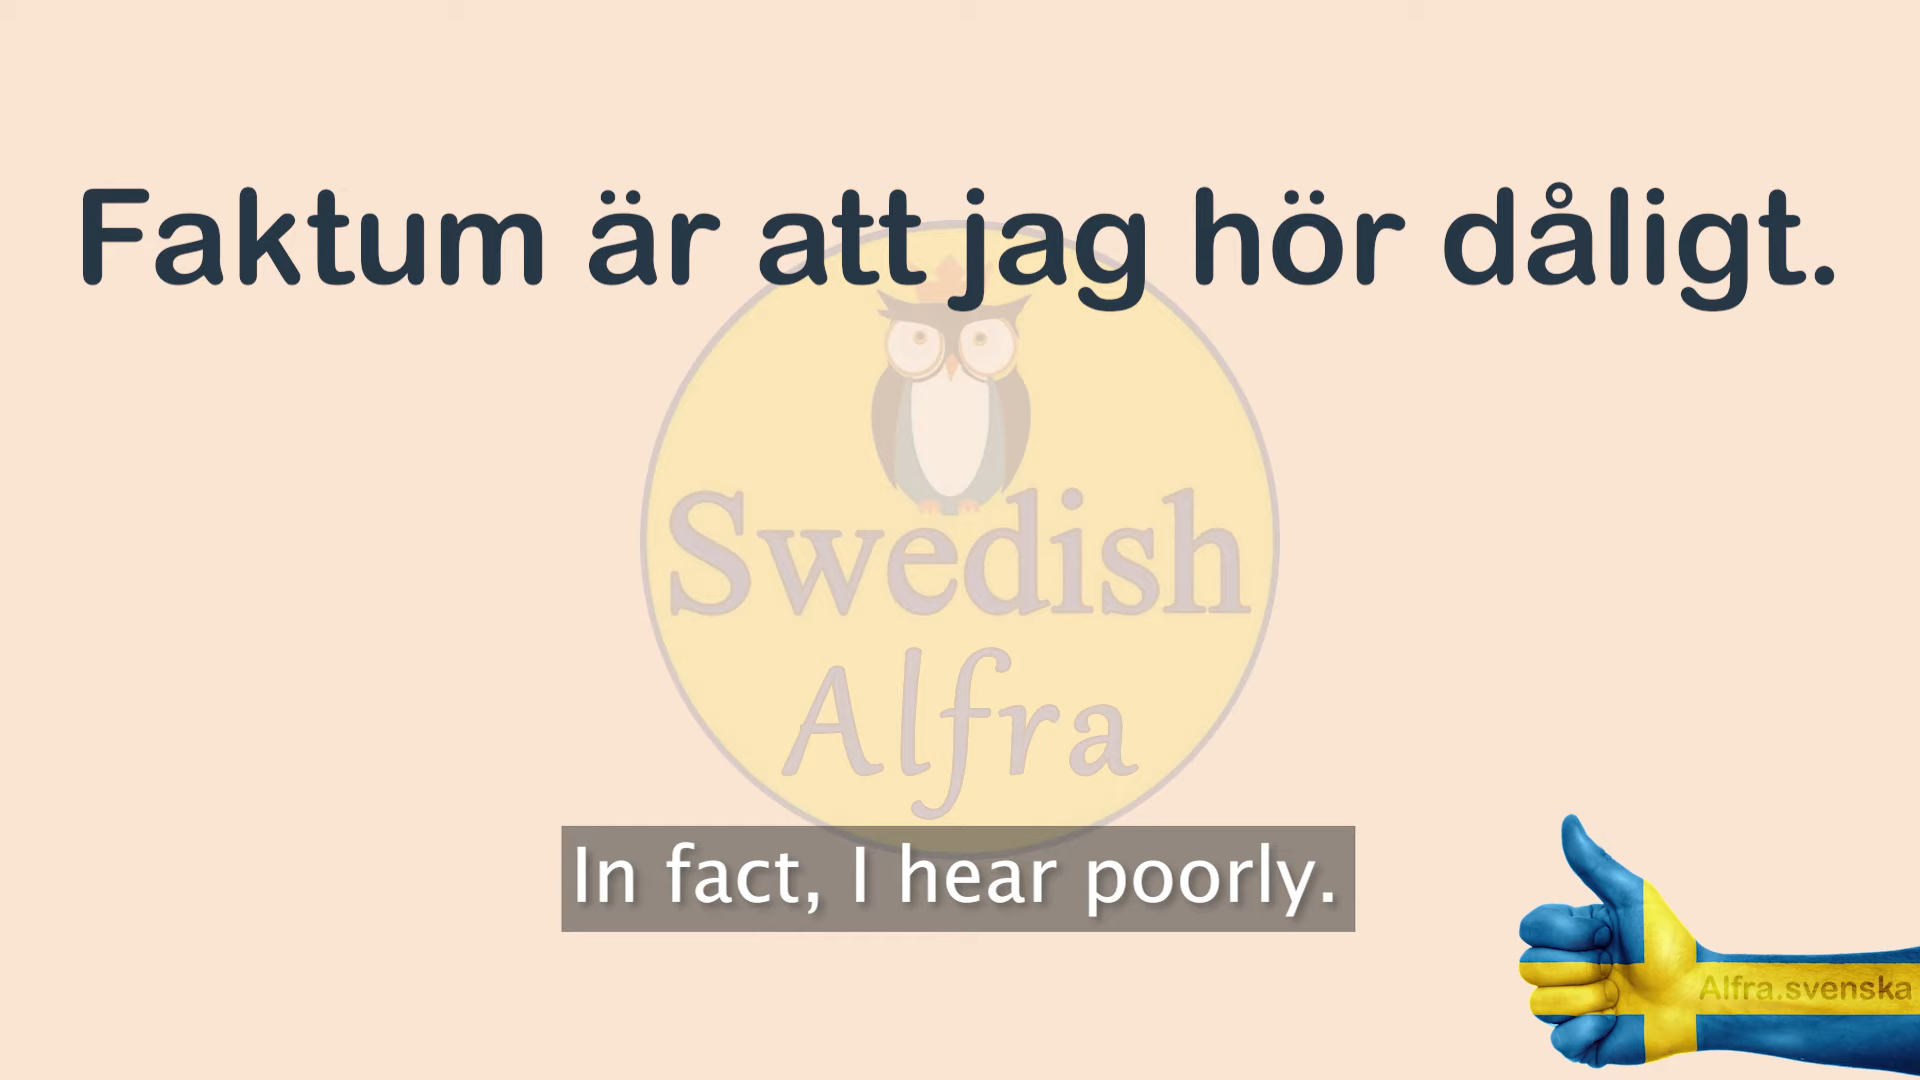 Faktum är att jag hör dåligt.
Swedish
Alfra
In fact, I hear poorly.
Alfra.svenska